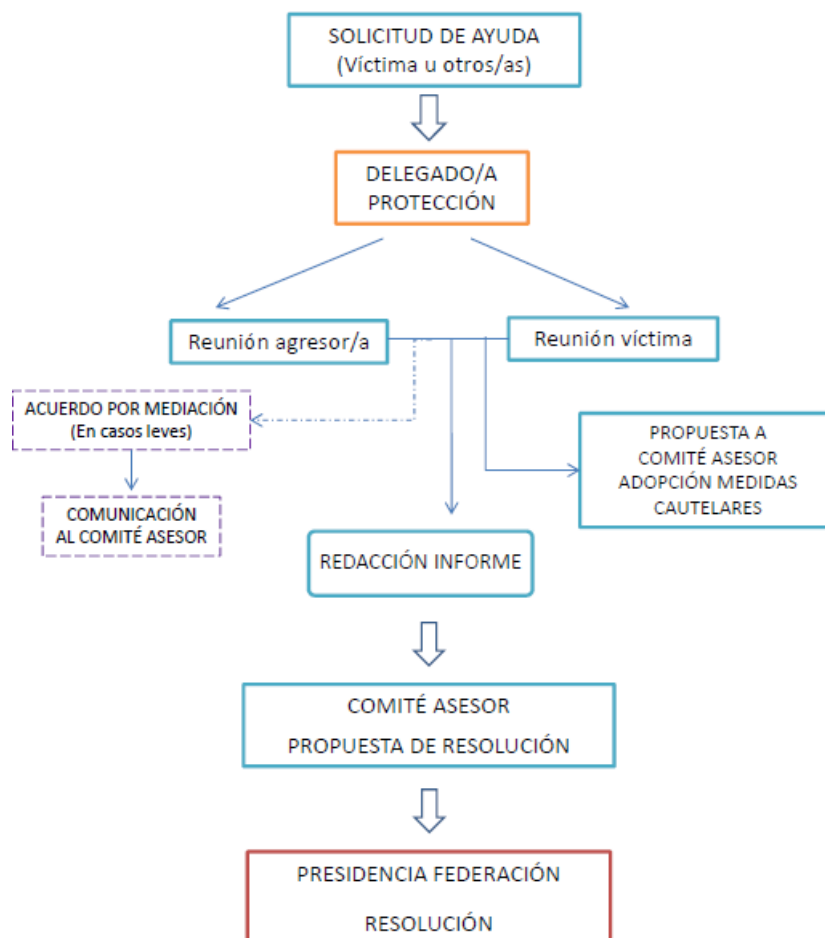 SOLICITUD DE AYUDA
(Víctima u otros/as)
DELEGADO/A
PROTECCIÓN
Reunión agresor/a
Reunión víctima
ACUERDO POR MEDIACIÓN
(En casos leves)
PROPUESTA A
COMITÉ ASESOR
ADOPCIÓN MEDIDAS
CAUTELARES
COMUNICACIÓN
AL COMITÉ ASESOR
REDACCIÓN INFORME
COMITÉ ASESOR
PROPUESTA DE RESOLUCIÓN
PRESIDENCIA FEDERACIÓN
RESOLUCIÓN